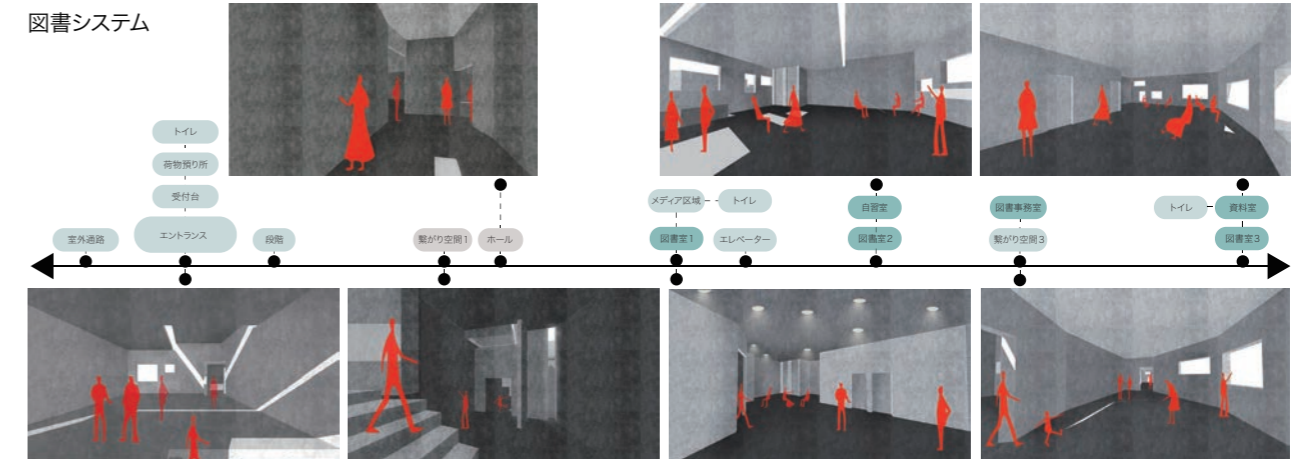 図書システム
トイレ
荷物預り所
受付台
室外通路
エントランス
段階
繋がり空間1
ホール
メディア区域
トイレ
図書室1
エレベーター
自習室
図書室2
図書事務室
繋がり空間3
トイレ
資料室
図書室3